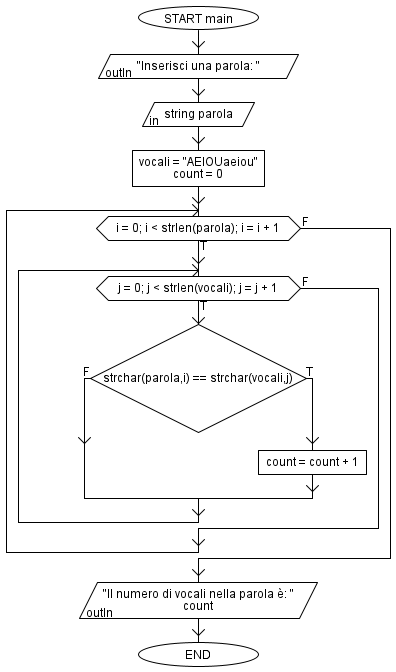 START main
"Inserisci una parola: "
outln
string parola
in
vocali = "AEIOUaeiou"
count = 0
i = 0; i < strlen(parola); i = i + 1
F
T
j = 0; j < strlen(vocali); j = j + 1
F
T
F
strchar(parola,i) == strchar(vocali,j)
T
count = count + 1
"Il numero di vocali nella parola è: "
count
outln
END